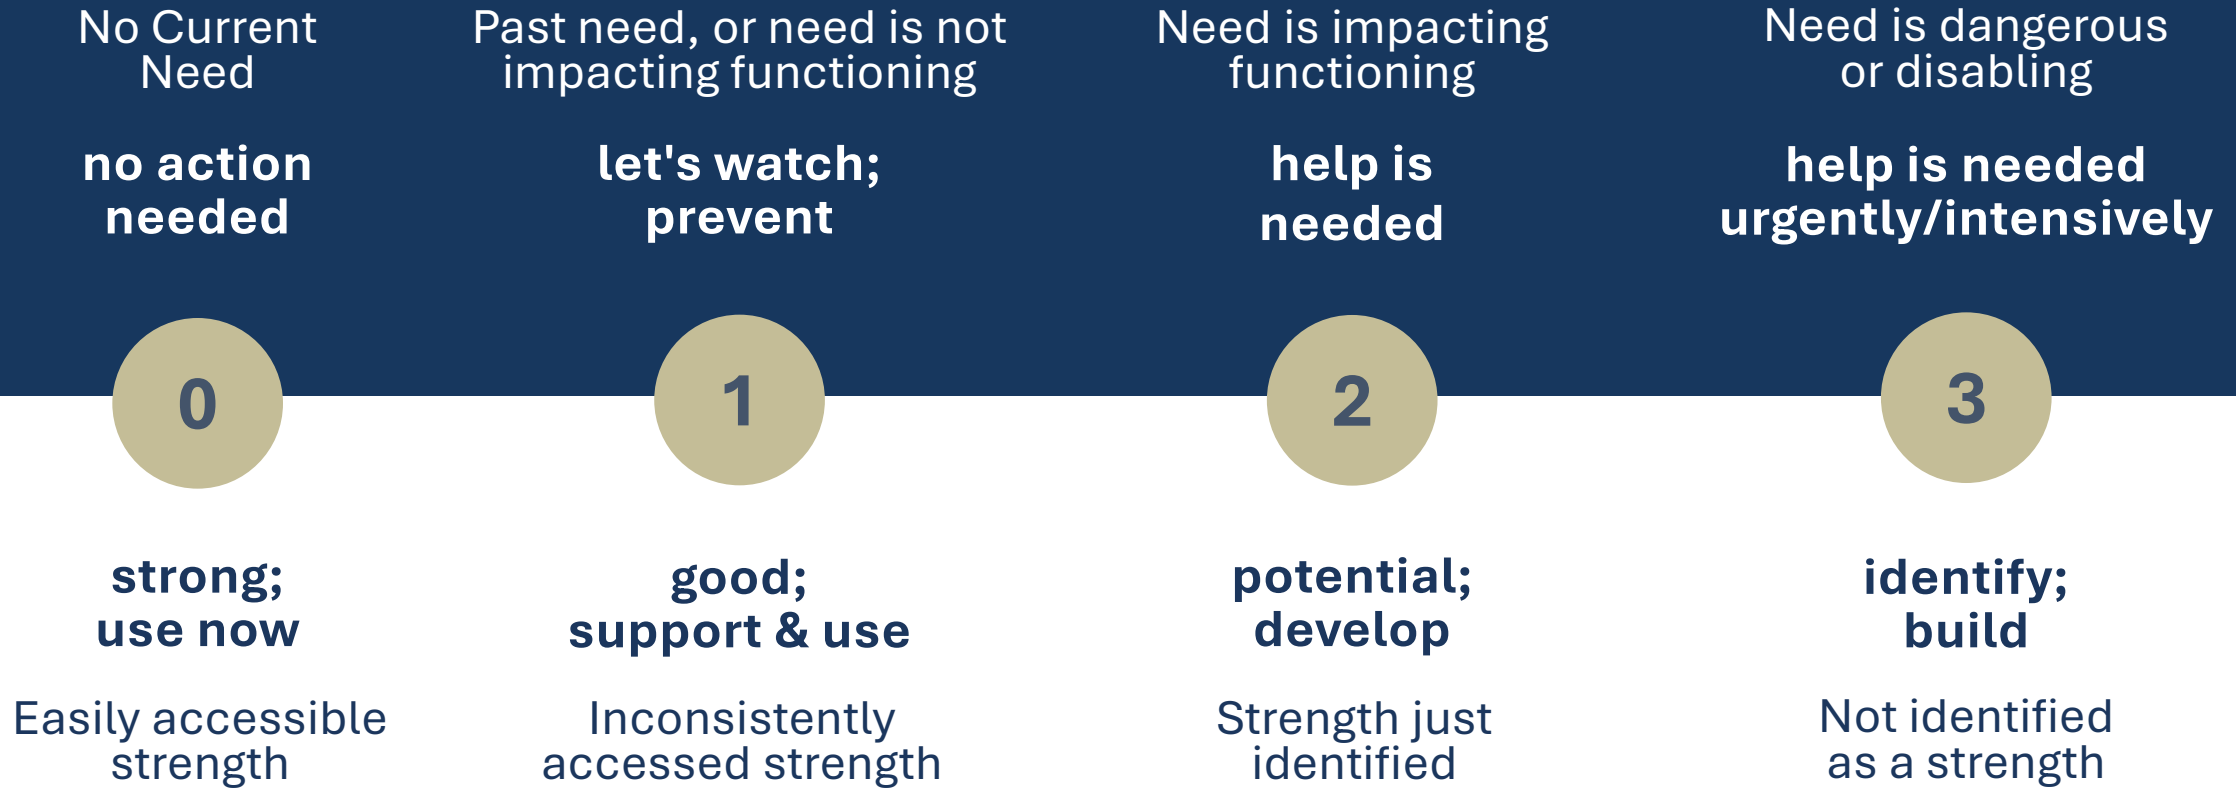 No Current
Need
Past need, or need is not
impacting functioning
Need is impacting
functioning
Need is dangerous
or disabling
no action
needed
let's watch;
prevent
help is
needed
help is needed
urgently/intensively
0
1
2
3
strong;
use now
good;
support & use
potential;
develop
identify;
build
Easily accessible
strength
Inconsistently
accessed strength
Strength just
identified
Not identified
as a strength